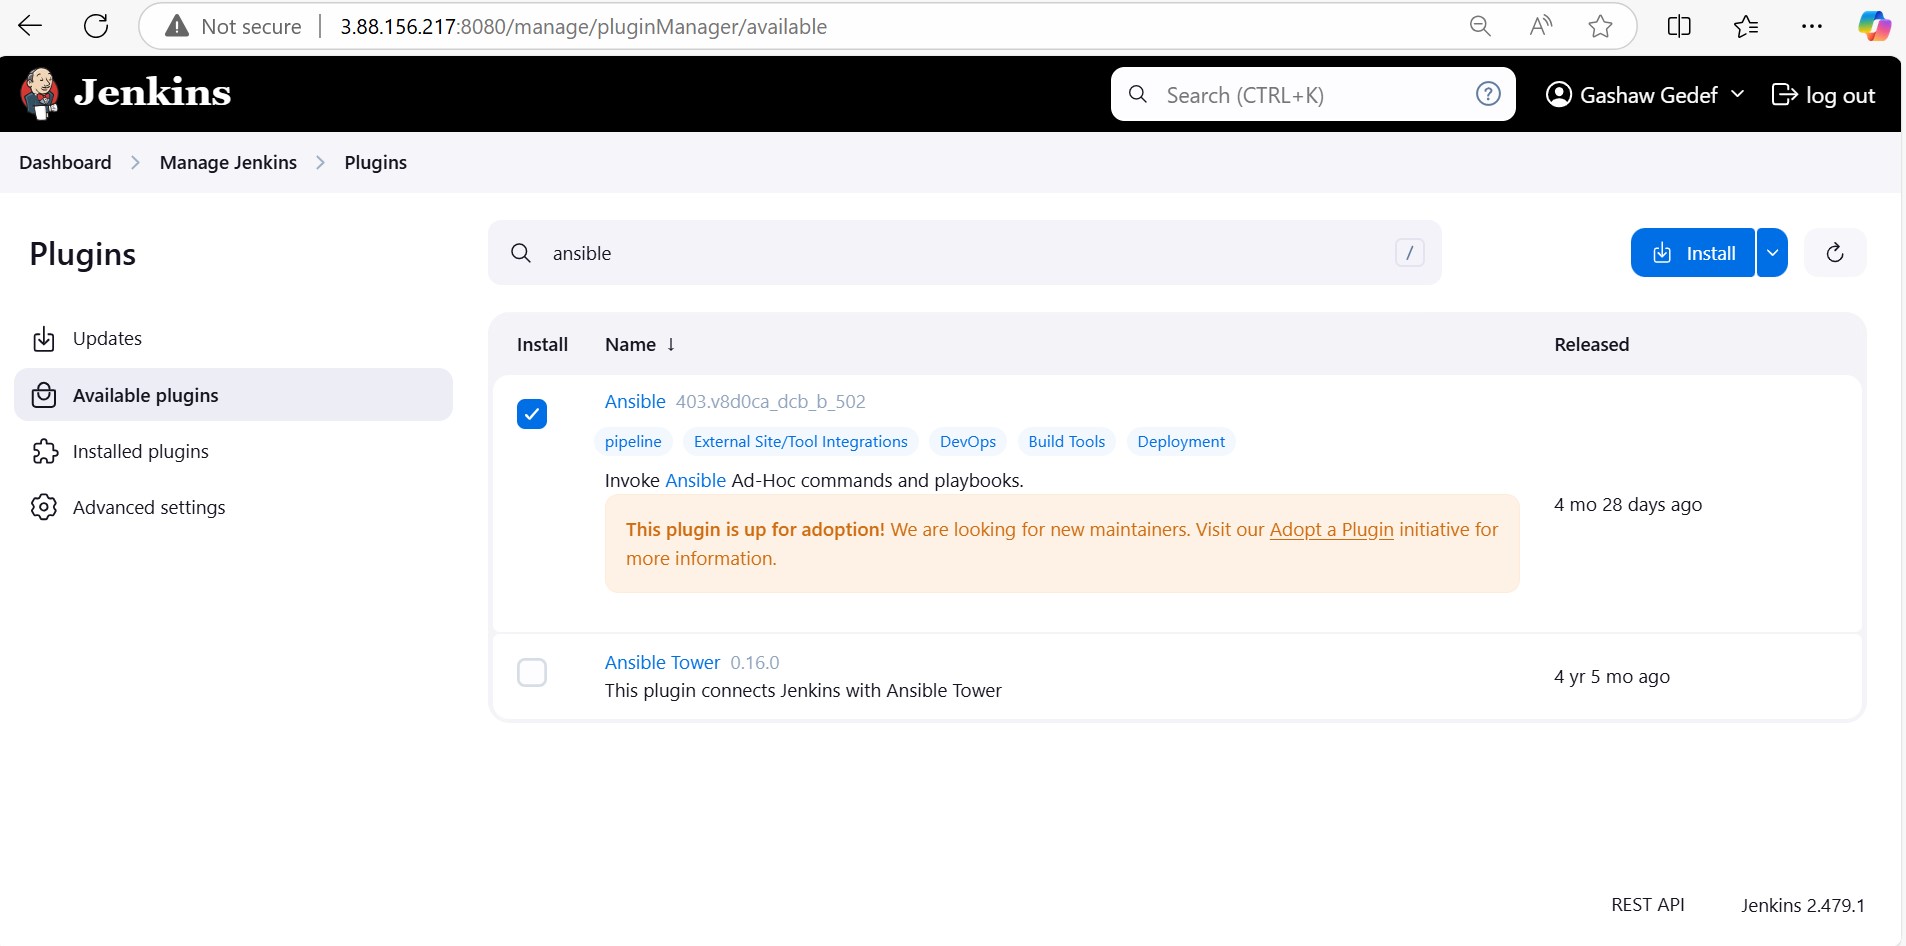 Not secure 3.88.156.217:8080/manage/pluginManager/available
Jenkins
Search (CTRL+K)
Gashaw Gedef
log out
Dashboard
Manage Jenkins
Plugins
Plugins
ansible
/
Install
Updates
Available plugins
Installed plugins
Advanced settings
Install Name ↓ Released
Ansible 403.v8d0ca_dcb_b_502
pipeline External Site/Tool Integrations DevOps Build Tools Deployment
Invoke Ansible Ad-Hoc commands and playbooks.
This plugin is up for adoption! We are looking for new maintainers. Visit our Adopt a Plugin initiative for
more information.
4 mo 28 days ago
Ansible Tower 0.16.0
This plugin connects Jenkins with Ansible Tower
4 yr 5 mo ago
REST API Jenkins 2.479.1